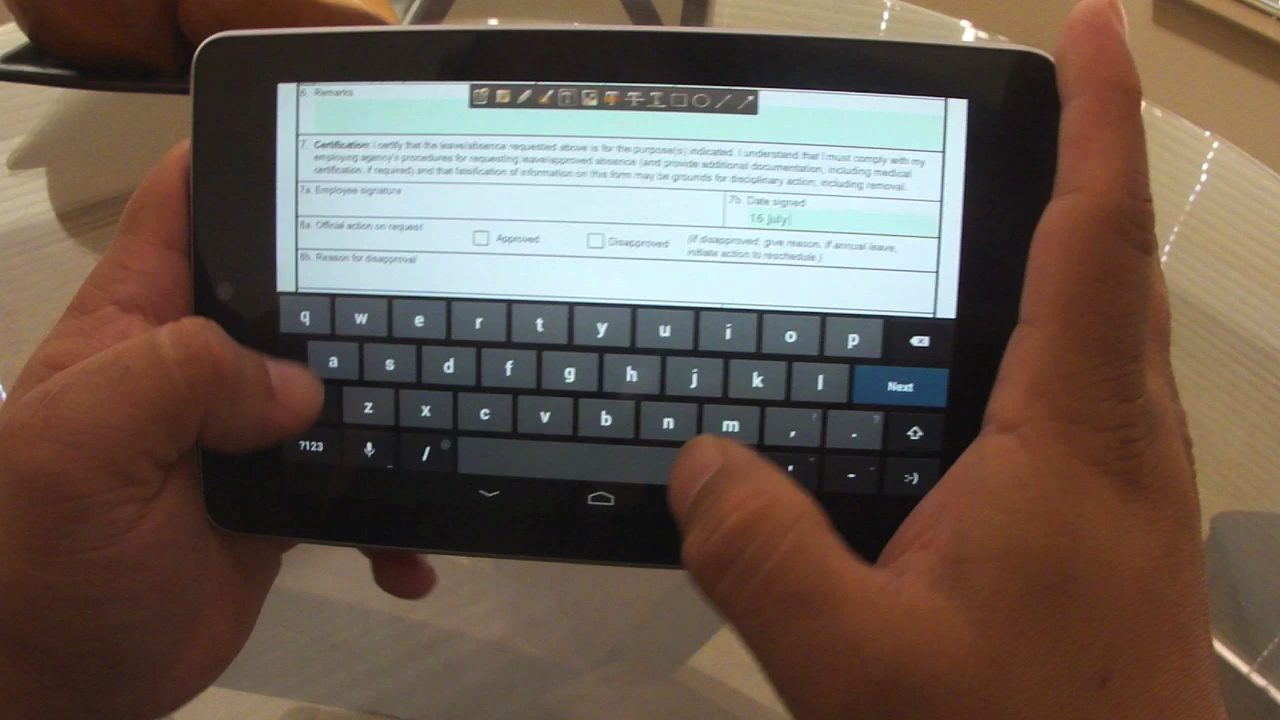 6. Remarks
7. Certification: I certify that the leave/absence requested above is for the purpose(s) indicated. I understand that I must comply with my
employing agency's procedures for requesting leave/approved absence (and provide additional documentation, including medical
certification, if required) and that falsification of information on this form may be grounds for disciplinary action, including removal.
7a. Employee signature
7b. Date signed
16 July
8a. Official action on request
Approved
Disapproved
(If disapproved, give reason. If annual leave,
initiate action to reschedule.)
8b. Reason for disapproval
q w e r t y u i o p
a s d f g h j k l Next
z x c v b n m , .
?123 / ' - :-)